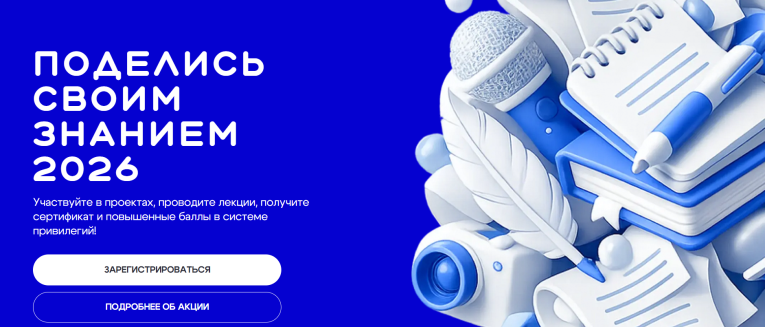 ПОДЕЛИСЬ
СВОИМ
ЗНАНИЕМ
2026
Участвуйте в проектах, проводите лекции, получите
сертификат и повышенные баллы в системе
привилегий!
ЗАРЕГИСТРИРОВАТЬСЯ
ПОДРОБНЕЕ ОБ АКЦИИ